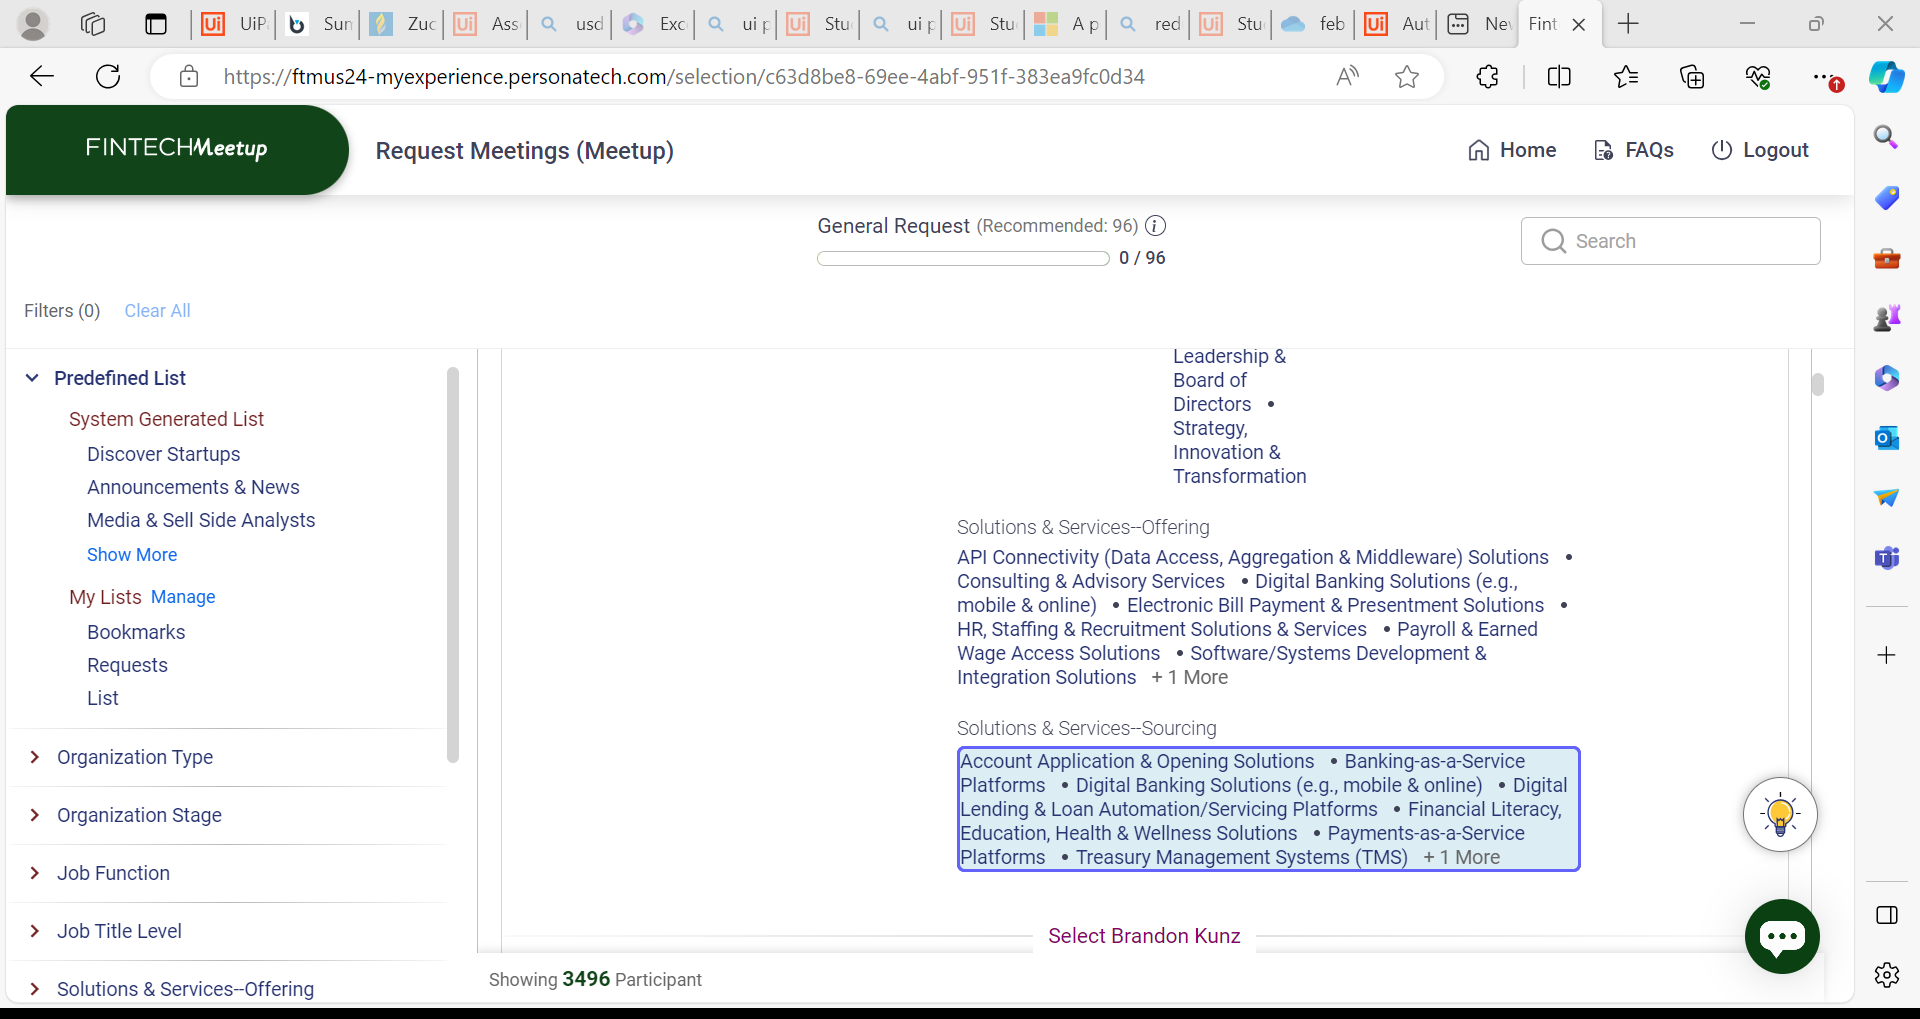 UiP
Sun
Zuc
Ass
usd
Exc
ui p
Stu
ui p
Stu
A p
red
Stu
feb
Aut
Nev
Fint
https://ftmus24-myexperience.personatech.com/selection/c63d8be8-69ee-4abf-951f-383ea9fc0d34
FINTECHMeetup
Request Meetings (Meetup)
Home
FAQs
Logout
General Request (Recommended: 96)
0 / 96
Search
Filters (0) Clear All
Predefined List
System Generated List
Discover Startups
Announcements & News
Media & Sell Side Analysts
Show More
My Lists Manage
Bookmarks
Requests
List
Organization Type
Organization Stage
Job Function
Job Title Level
Solutions & Services--Offering
Leadership &
Board of
Directors •
Strategy,
Innovation &
Transformation
Solutions & Services--Offering
API Connectivity (Data Access, Aggregation & Middleware) Solutions •
Consulting & Advisory Services • Digital Banking Solutions (e.g.,
mobile & online) • Electronic Bill Payment & Presentment Solutions •
HR, Staffing & Recruitment Solutions & Services • Payroll & Earned
Wage Access Solutions • Software/Systems Development &
Integration Solutions + 1 More
Solutions & Services--Sourcing
Account Application & Opening Solutions • Banking-as-a-Service
Platforms • Digital Banking Solutions (e.g., mobile & online) • Digital
Lending & Loan Automation/Servicing Platforms • Financial Literacy,
Education, Health & Wellness Solutions • Payments-as-a-Service
Platforms • Treasury Management Systems (TMS) + 1 More
Select Brandon Kunz
Showing 3496 Participant